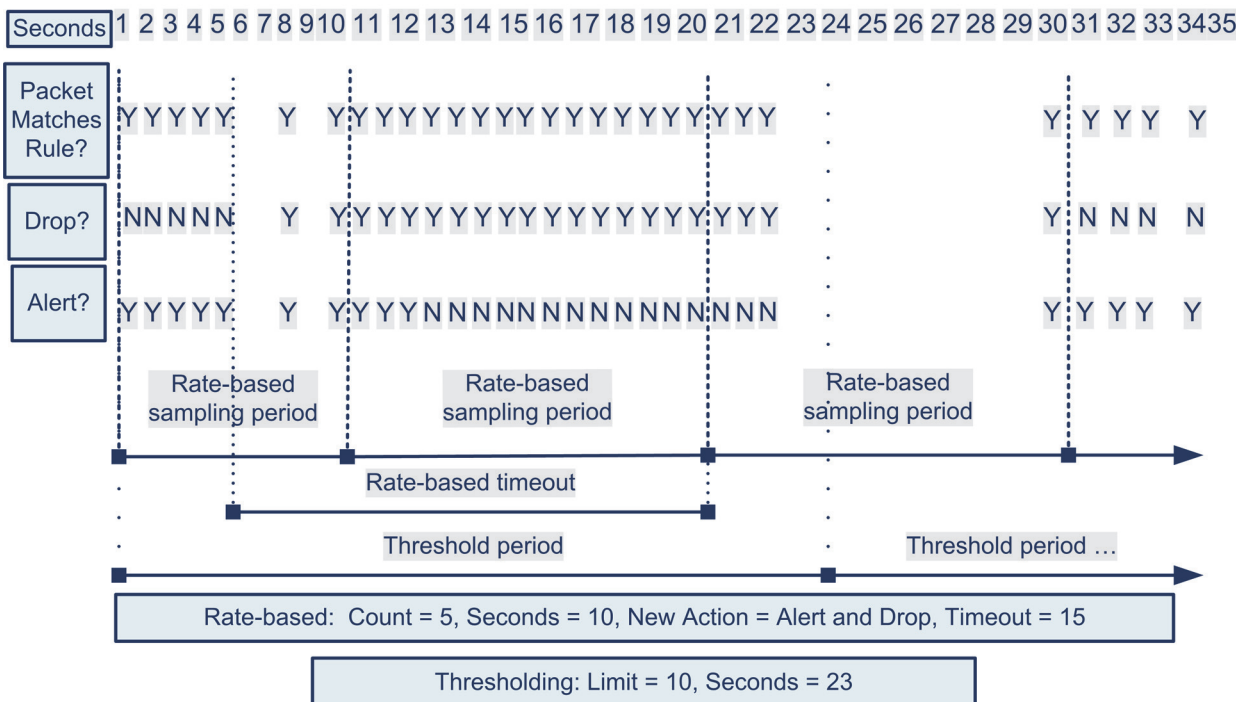 Seconds 1 2 3 4 5 6 7 8 9 10 11 12 13 14 15 16 17 18 19 20 21 22 23 24 25 26 27 28 29 30 31 32 33 34 35
Packet
Matches
Rule?
Y Y Y Y Y Y Y Y Y Y Y Y Y Y Y Y Y Y Y Y Y Y Y Y Y Y Y Y Y Y
Drop?
N N N N N Y Y Y Y Y Y Y Y Y Y Y Y Y Y Y Y Y Y Y Y Y N N N N
Alert?
Y Y Y Y Y Y Y Y Y Y N N N N N N N N N N N N N N N Y Y Y Y Y
Rate-based
sampling period
Rate-based
sampling period
Rate-based
sampling period
Rate-based timeout
Threshold period
Threshold period …
Rate-based: Count = 5, Seconds = 10, New Action = Alert and Drop, Timeout = 15
Thresholding: Limit = 10, Seconds = 23